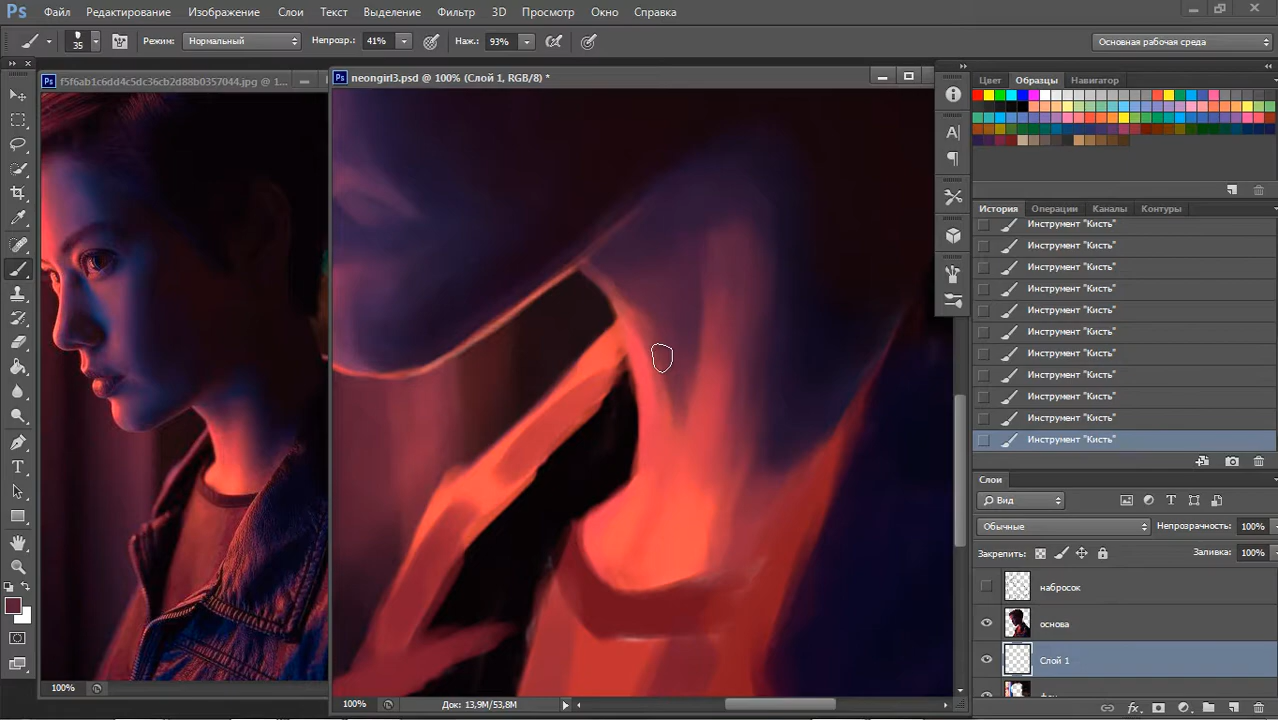 Ps Файл Редактирование Изображение Слои Текст Выделение Фильтр 3D Просмотр Окно Справка
35 Режим: Нормальный Непрозр.: 41% Наж.: 93% Основная рабочая среда
Ps f5f6ab1c6dd4c5dc36cb2d88b0357044.jpg @ 1... Ps neongirl3.psd @ 100% (Слой 1, RGB/8) *
Цвет Образцы Навигатор
История Операции Каналы Контуры
Инструмент "Кисть"
Инструмент "Кисть"
Инструмент "Кисть"
Инструмент "Кисть"
Инструмент "Кисть"
Инструмент "Кисть"
Инструмент "Кисть"
Инструмент "Кисть"
Инструмент "Кисть"
Инструмент "Кисть"
Инструмент "Кисть"
Слои
Вид
Обычные Непрозрачность: 100%
Закрепить: Заливка: 100%
набросок
основа
Слой 1
фон
100% 100% Док: 13,9M/53,8M